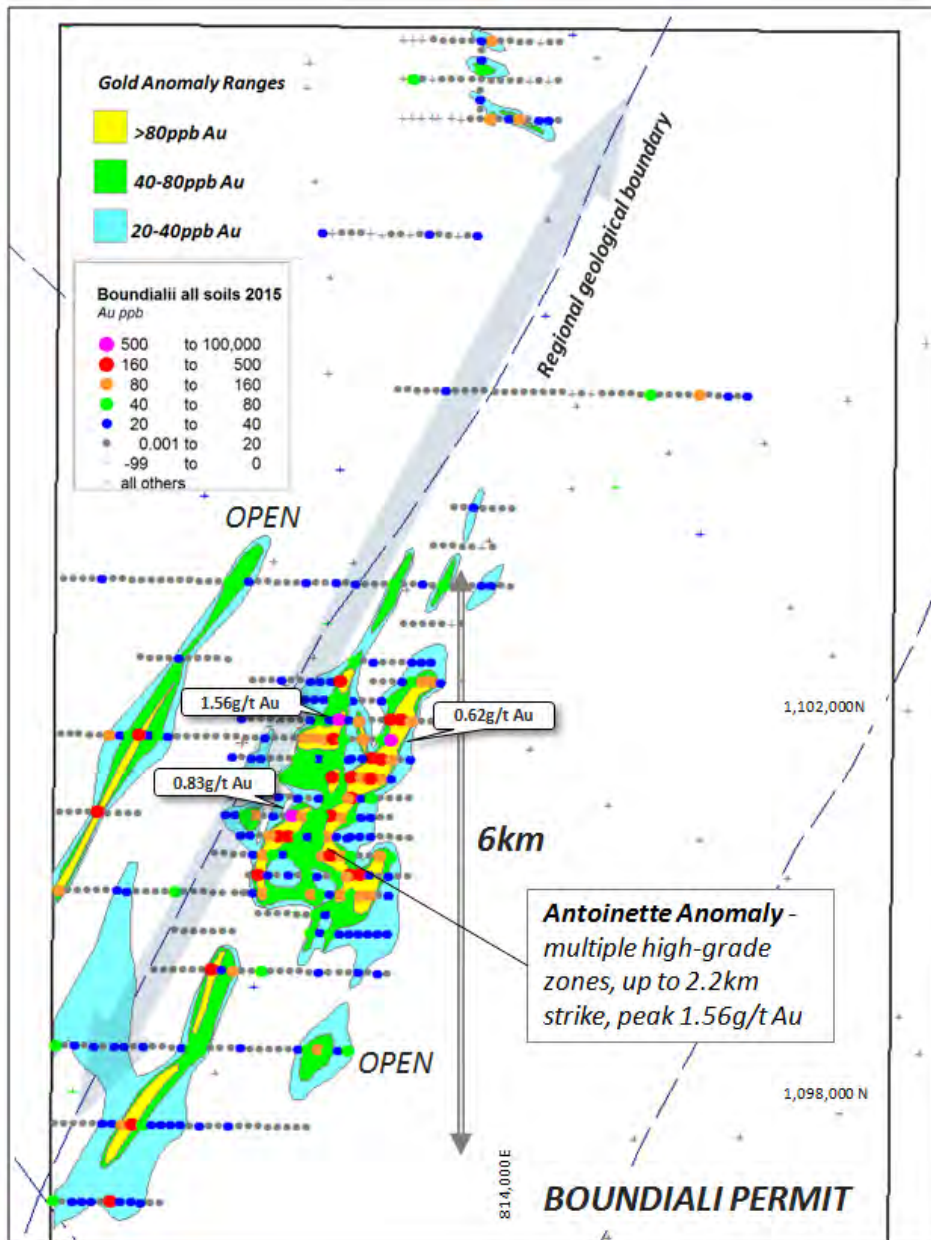 Gold Anomaly Ranges
>80ppb Au
40-80ppb Au
20-40ppb Au
Boundialii all soils 2015
Au ppb
500 to 100,000
160 to 500
80 to 160
40 to 80
20 to 40
0.001 to 20
-99 to 0
all others
Regional geological boundary
OPEN
1.56g/t Au
0.62g/t Au
1,102,000N
0.83g/t Au
6km
Antoinette Anomaly -
multiple high-grade
zones, up to 2.2km
strike, peak 1.56g/t Au
OPEN
1,098,000 N
814,000E
BOUNDIALI PERMIT